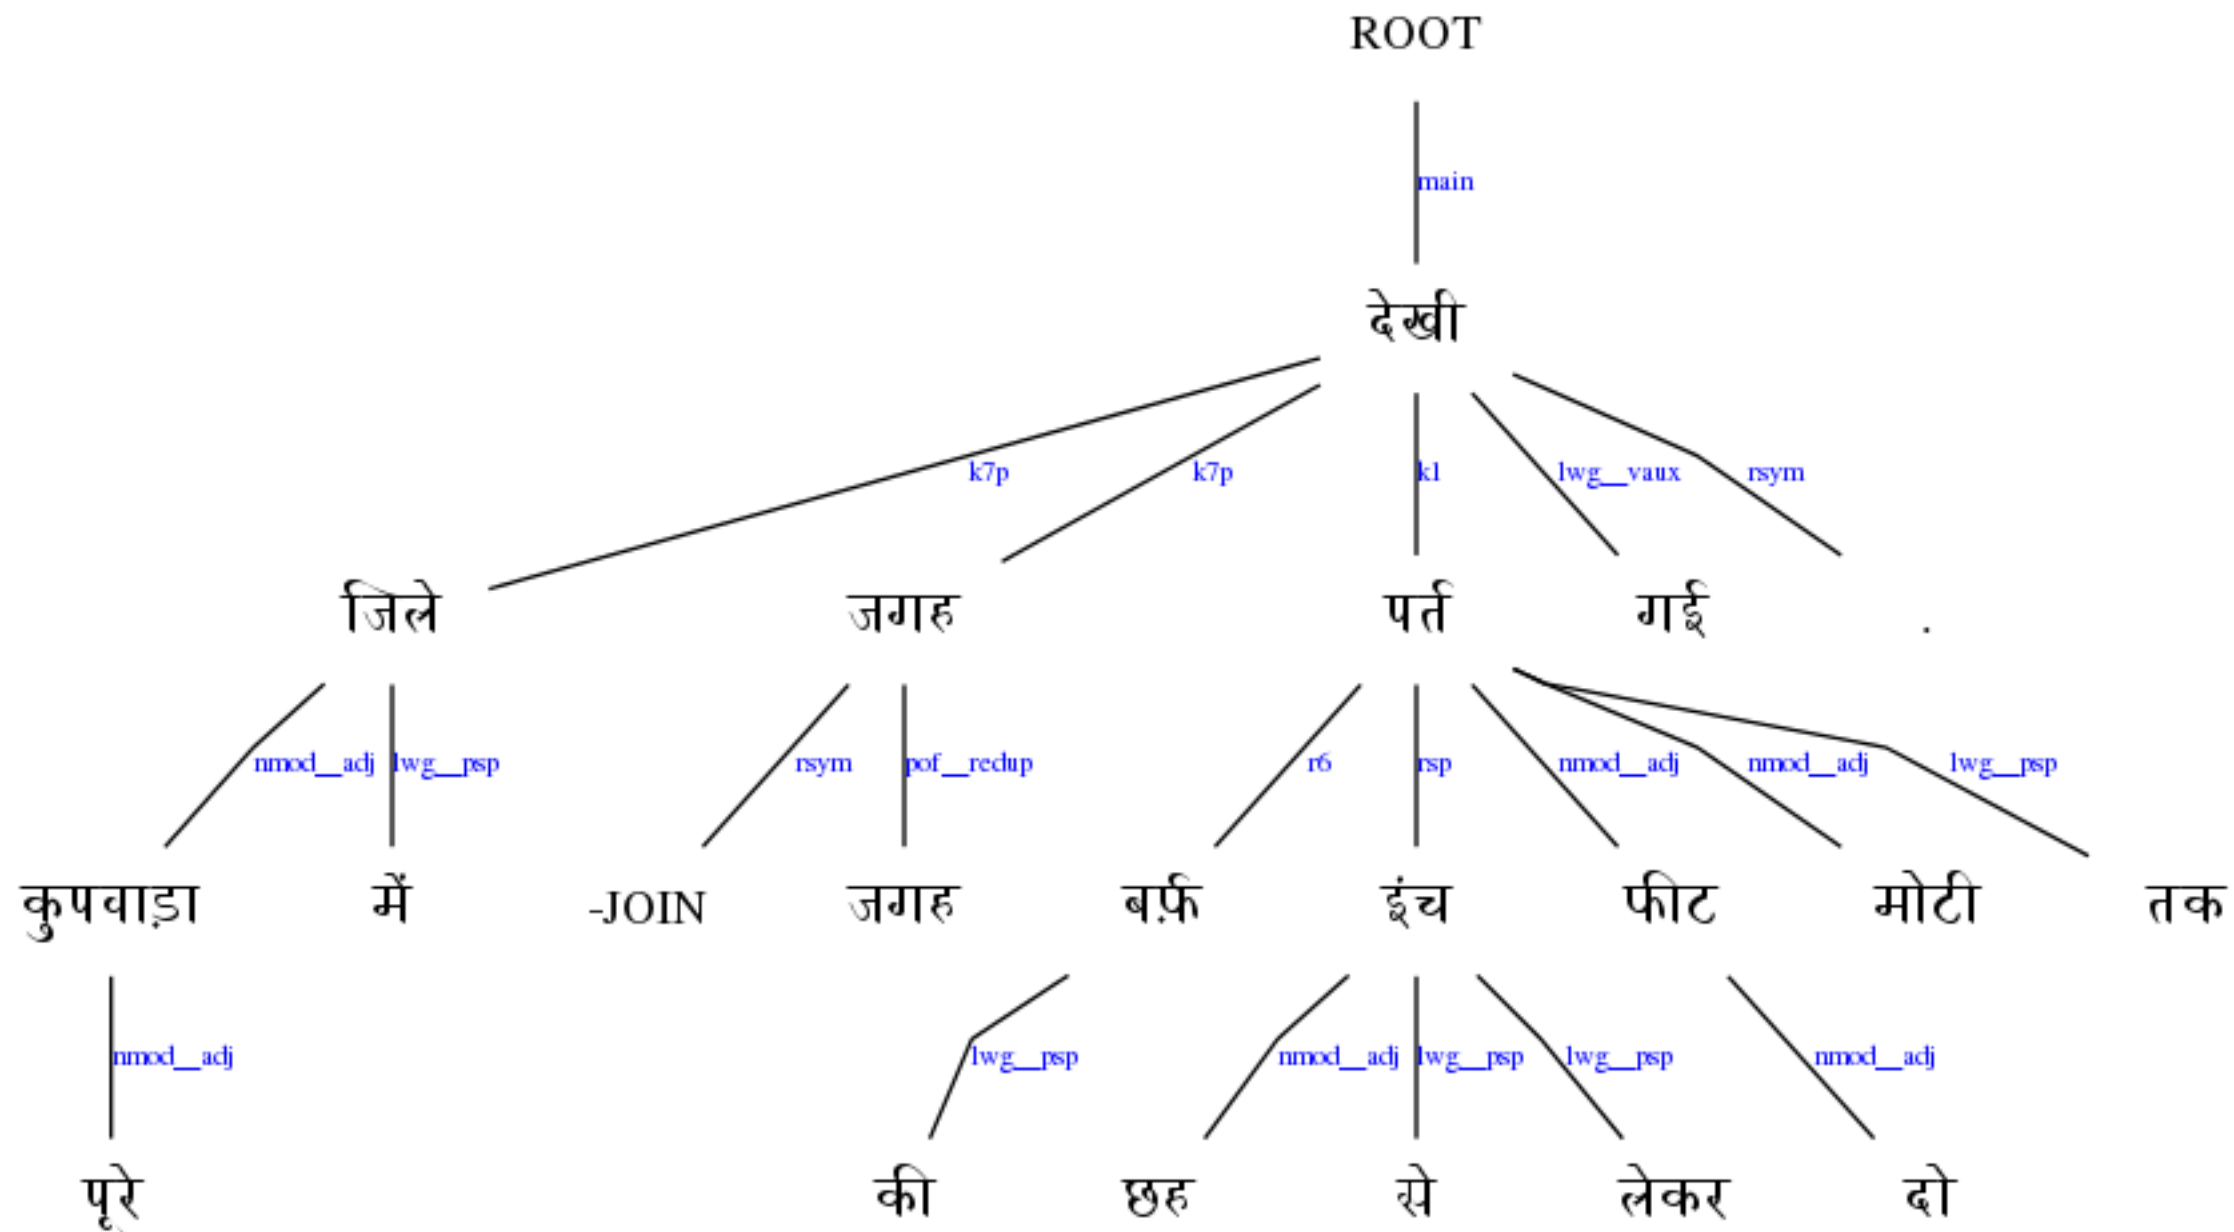 ROOT
main
देखी
k7p k7p k1 lwg__vaux rsym
जिले जगह पर्त गई .
nmod__adj lwg__psp rsym pof__redup r6 rsp nmod__adj nmod__adj lwg__psp
कुपवाड़ा में -JOIN जगह बर्फ़ इंच फीट मोटी तक
nmod__adj lwg__psp nmod__adj lwg__psp lwg__psp nmod__adj
पूरे की छह से लेकर दो